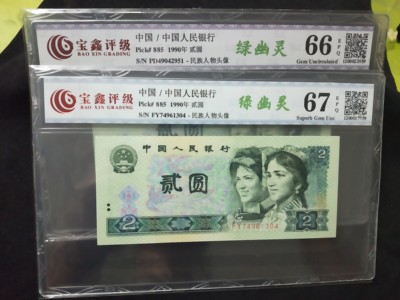 宝鑫评级
BAO XIN GRADING
中国 / 中国人民银行
Pick# 885 1990年 贰圆
S/N PD49042951 - 民族人物头像
绿幽灵
66 EPQ
Gem Uncirculated
宝鑫评级
BAO XIN GRADING
中国 / 中国人民银行
Pick# 885 1990年 贰圆
S/N FY74961304 - 民族人物头像
绿幽灵
67 EPQ
Superb Gem Unc
贰圆
中国人民银行
贰圆
2
2
FY74961304